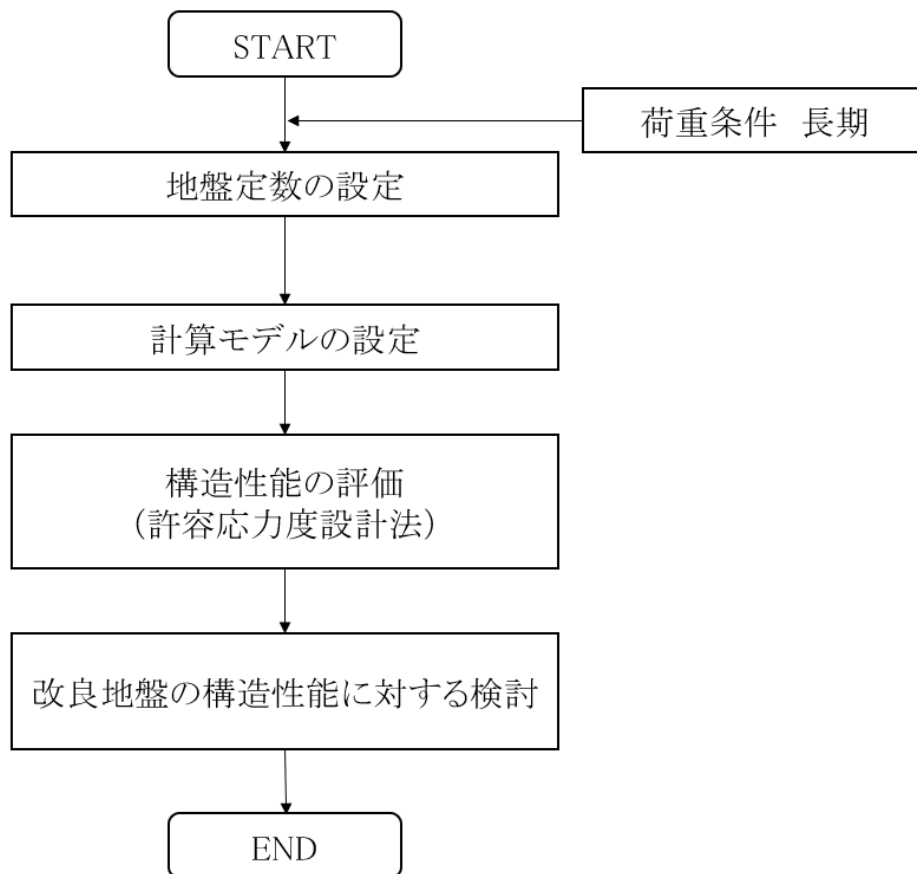 START
荷重条件　長期
地盤定数の設定
計算モデルの設定
構造性能の評価
（許容応力度設計法）
改良地盤の構造性能に対する検討
END